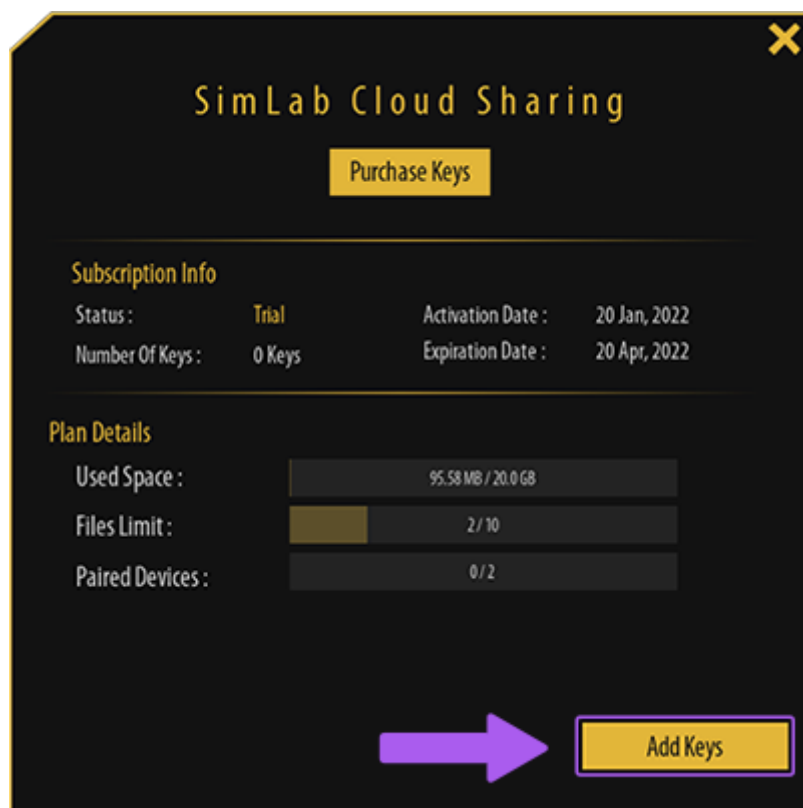 SimLab Cloud Sharing
Purchase Keys
Subscription Info
Status : Trial Activation Date : 20 Jan, 2022
Number Of Keys : 0 Keys Expiration Date : 20 Apr, 2022
Plan Details
Used Space : 95.58 MB / 20.0 GB
Files Limit : 2 / 10
Paired Devices : 0 / 2
Add Keys